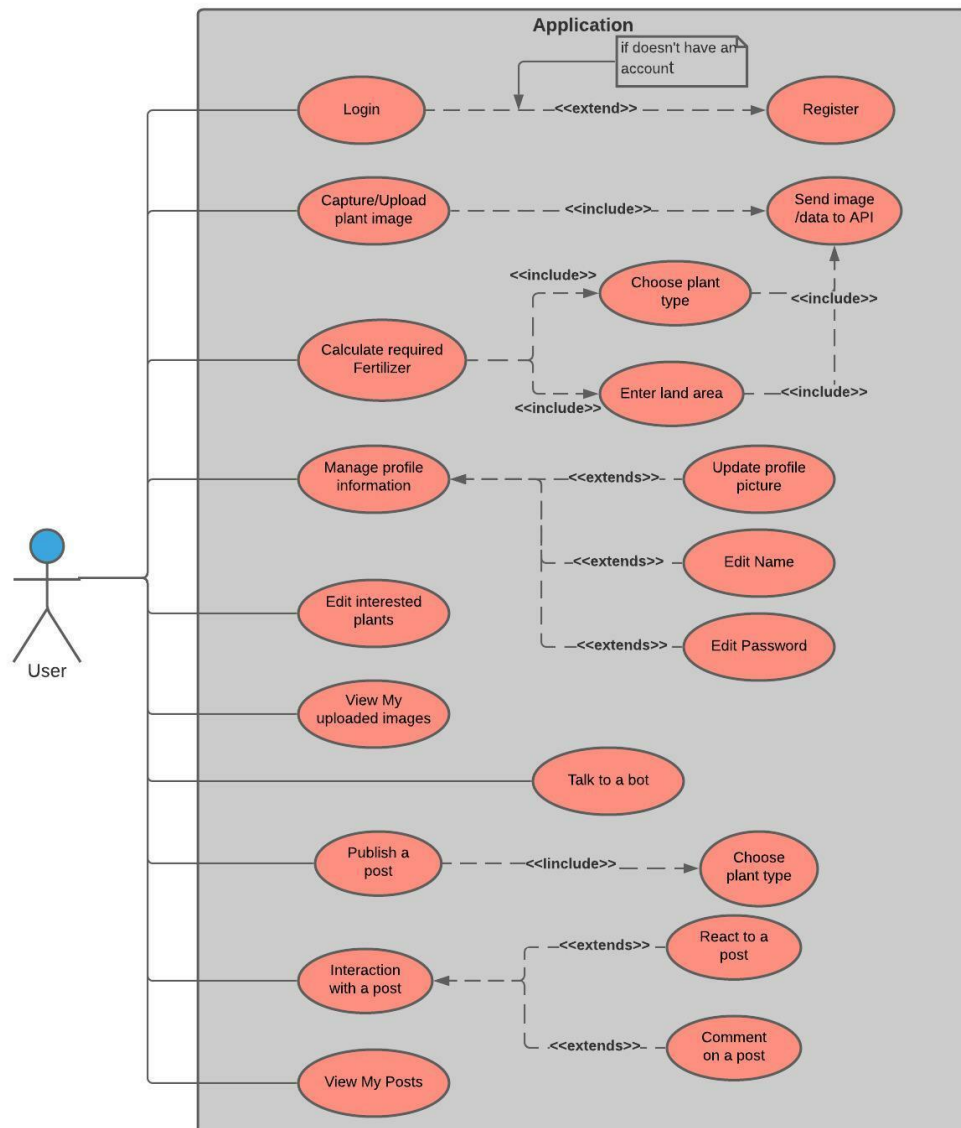 Application
if doesn't have an
account
Login
<<extend>>
Register
Capture/Upload
plant image
<<include>>
Send image
/data to API
<<include>>
Choose plant
type
<<include>>
Calculate required
Fertilizer
<<include>>
Enter land area
<<include>>
Manage profile
information
<<extends>>
Update profile
picture
<<extends>>
Edit Name
Edit interested
plants
<<extends>>
Edit Password
User
View My
uploaded images
Talk to a bot
Publish a
post
<<Iinclude>>
Choose
plant type
Interaction
with a post
<<extends>>
React to a
post
<<extends>>
Comment
on a post
View My Posts